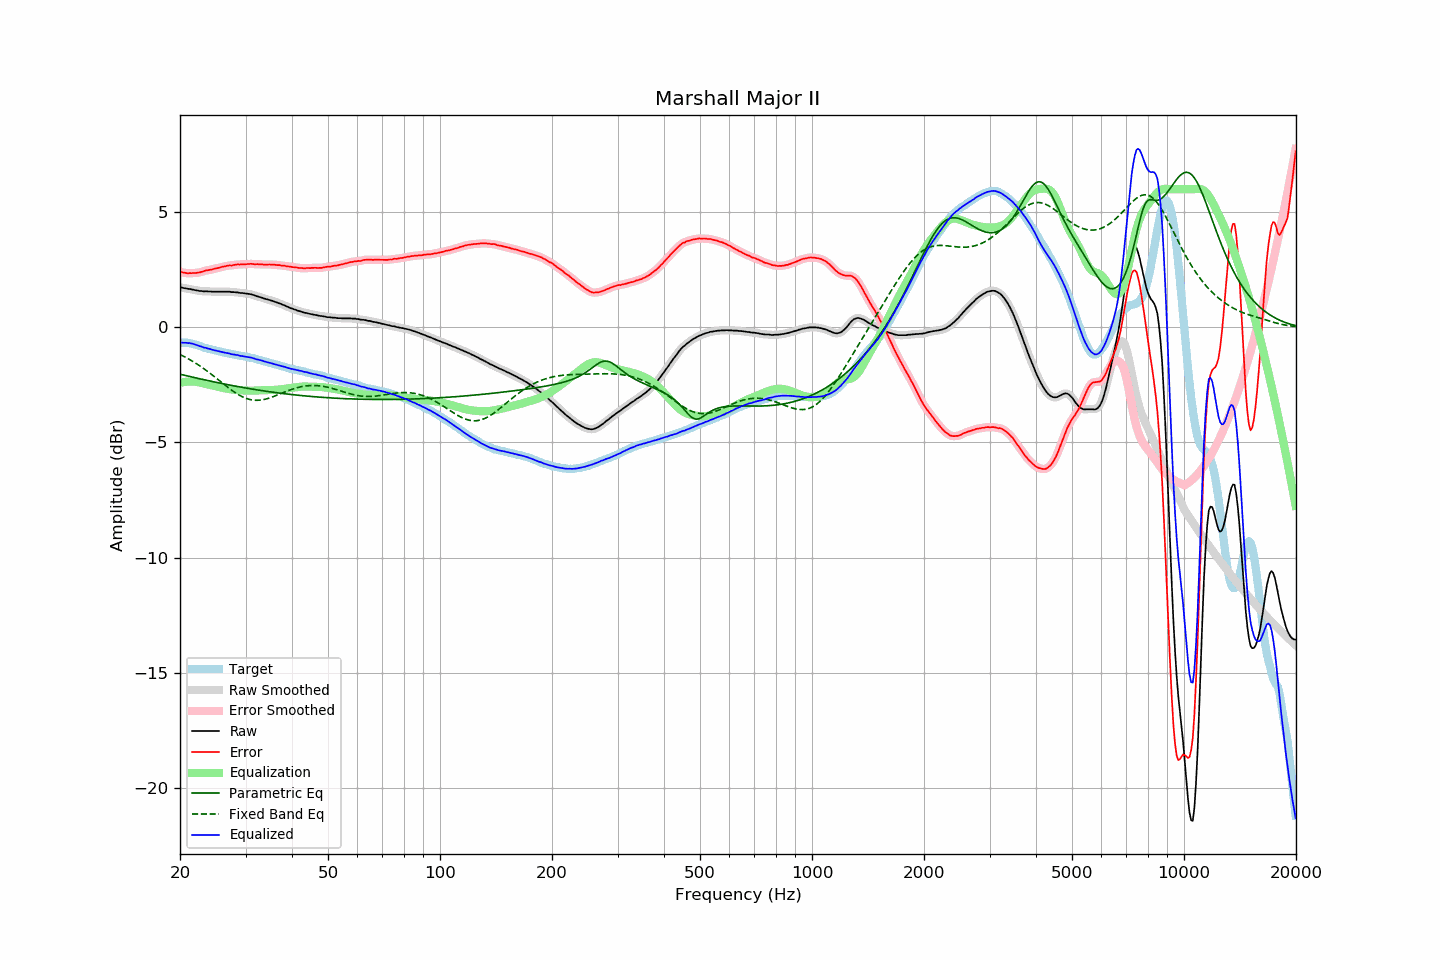 Marshall Major II
Amplitude (dBr)
5
0
−5
−10
−15
−20
Target
Raw Smoothed
Error Smoothed
Raw
Error
Equalization
Parametric Eq
Fixed Band Eq
Equalized
20 50 100 200 500 1000 2000 5000 10000 20000
Frequency (Hz)